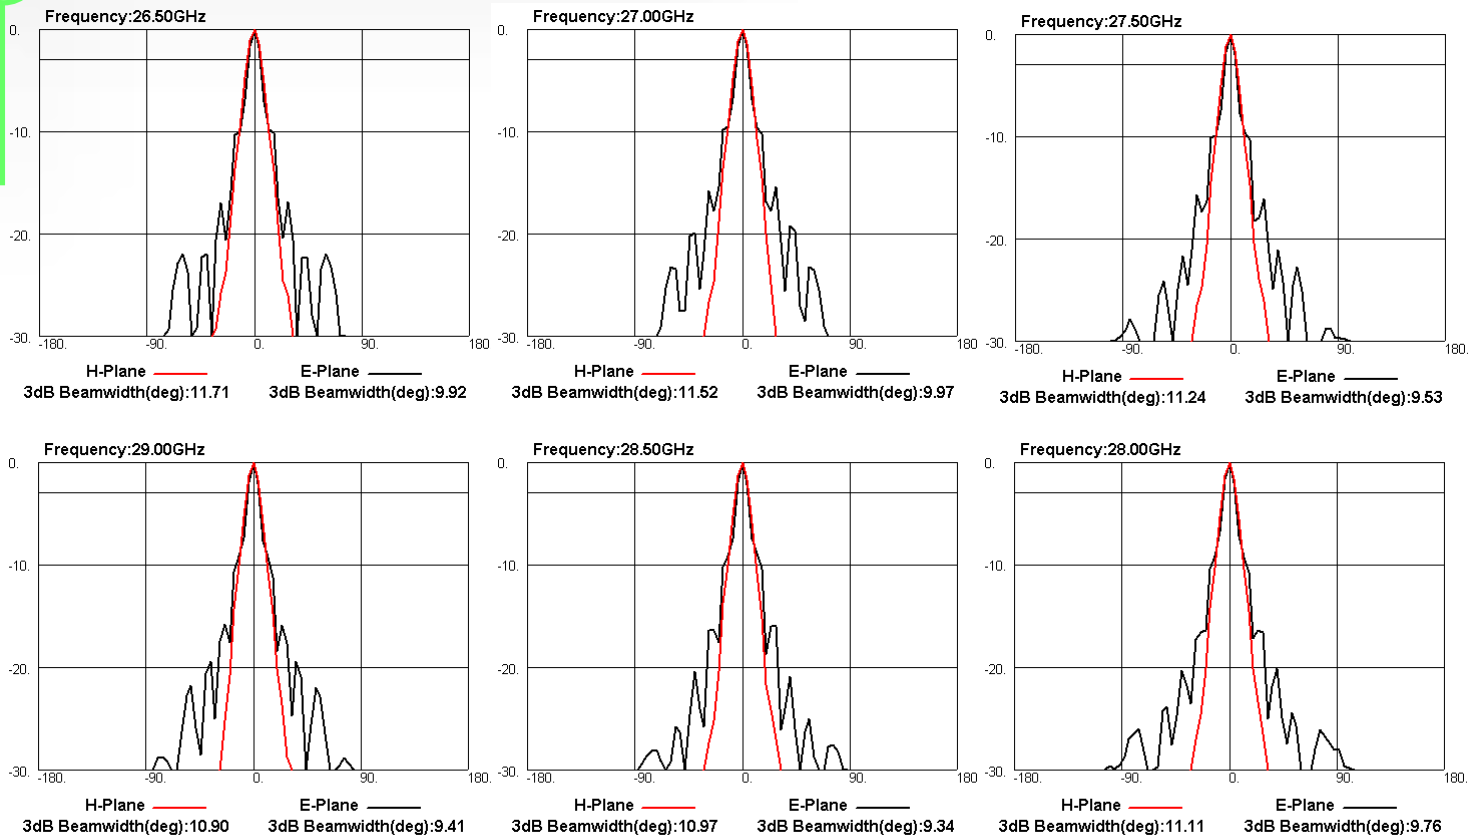 Frequency:26.50GHz
0.
-10.
-20.
-30.
-180. -90. 0. 90. 180
H-Plane E-Plane
3dB Beamwidth(deg):11.71 3dB Beamwidth(deg):9.92
Frequency:27.00GHz
0.
-10.
-20.
-30.
-180. -90. 0. 90. 180
H-Plane E-Plane
3dB Beamwidth(deg):11.52 3dB Beamwidth(deg):9.97
Frequency:27.50GHz
0.
-10.
-20.
-30.
-180. -90. 0. 90. 180.
H-Plane E-Plane
3dB Beamwidth(deg):11.24 3dB Beamwidth(deg):9.53
Frequency:29.00GHz
0.
-10.
-20.
-30.
-180. -90. 0. 90. 180.
H-Plane E-Plane
3dB Beamwidth(deg):10.90 3dB Beamwidth(deg):9.41
Frequency:28.50GHz
0.
-10.
-20.
-30.
-180. -90. 0. 90. 180
H-Plane E-Plane
3dB Beamwidth(deg):10.97 3dB Beamwidth(deg):9.34
Frequency:28.00GHz
0.
-10.
-20.
-30.
-180. -90. 0. 90. 180.
H-Plane E-Plane
3dB Beamwidth(deg):11.11 3dB Beamwidth(deg):9.76